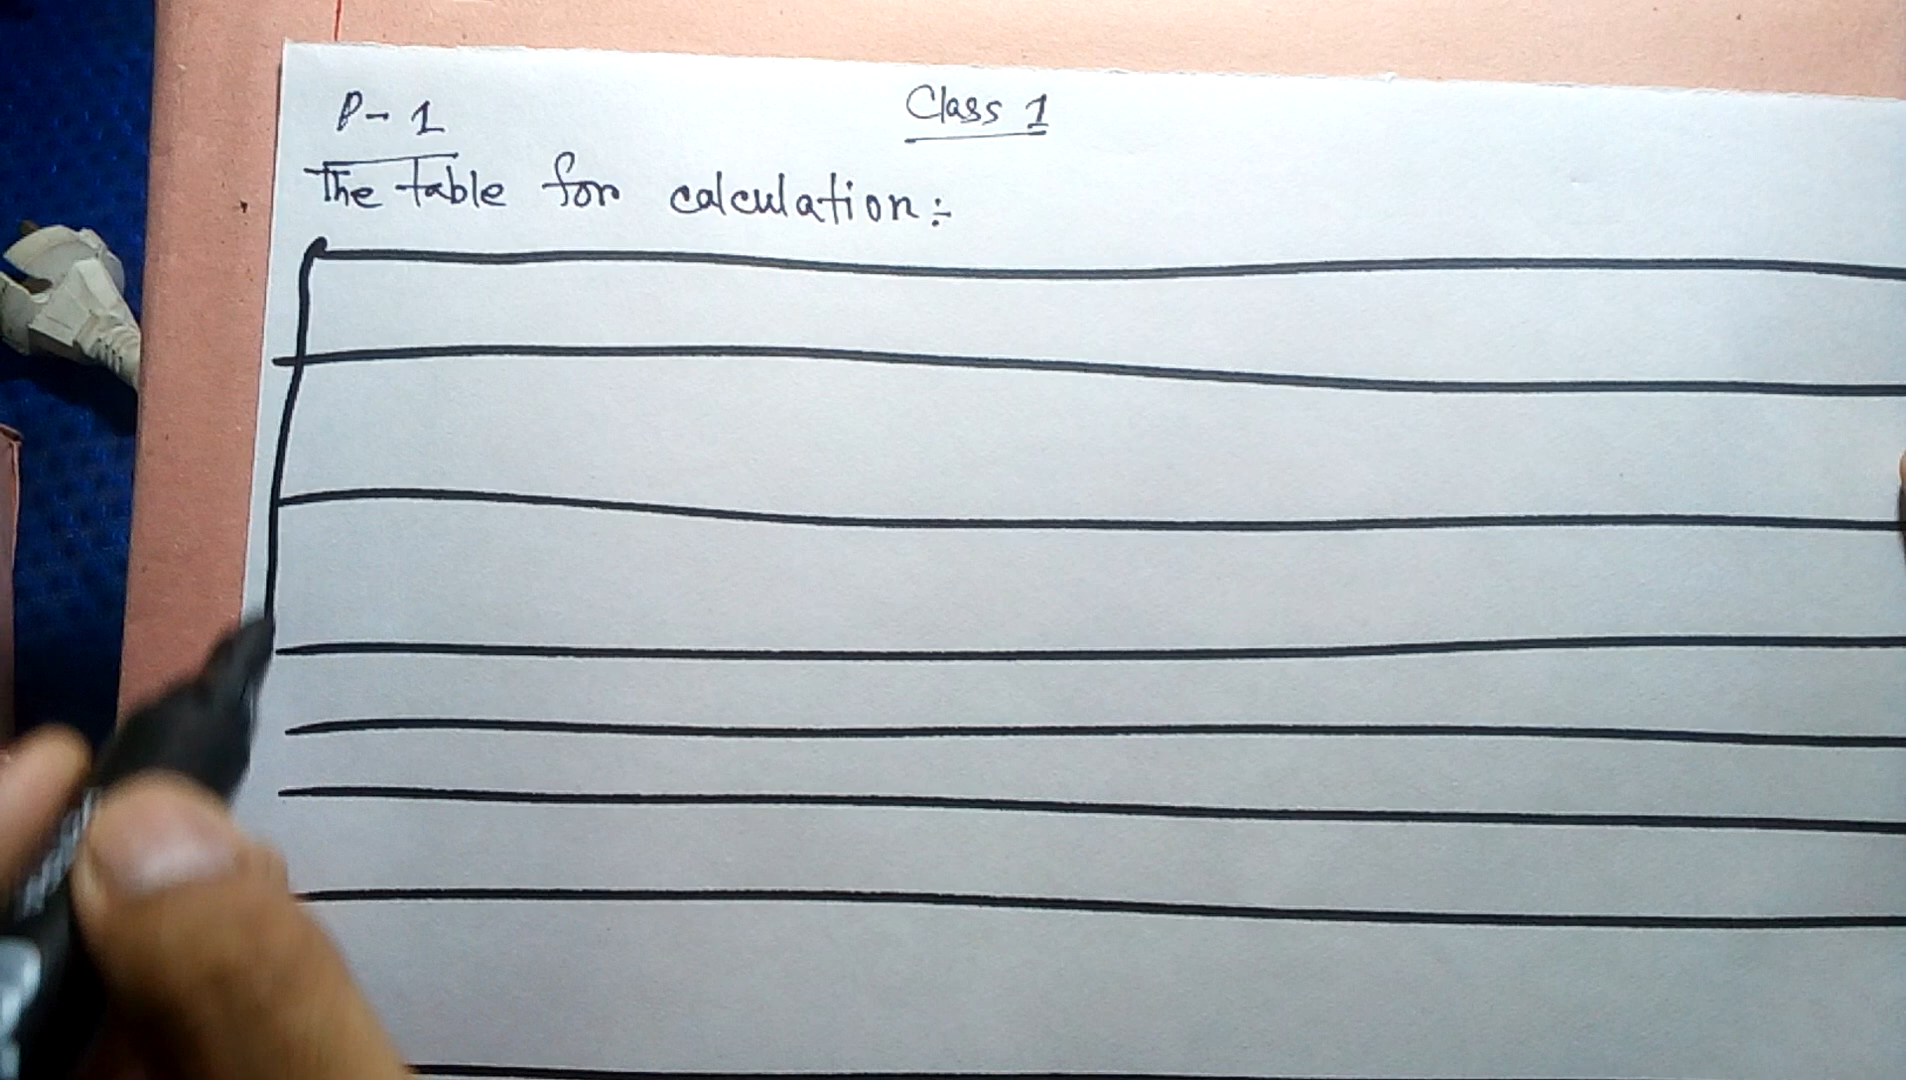 P-1
Class 1
The table for calculation:-